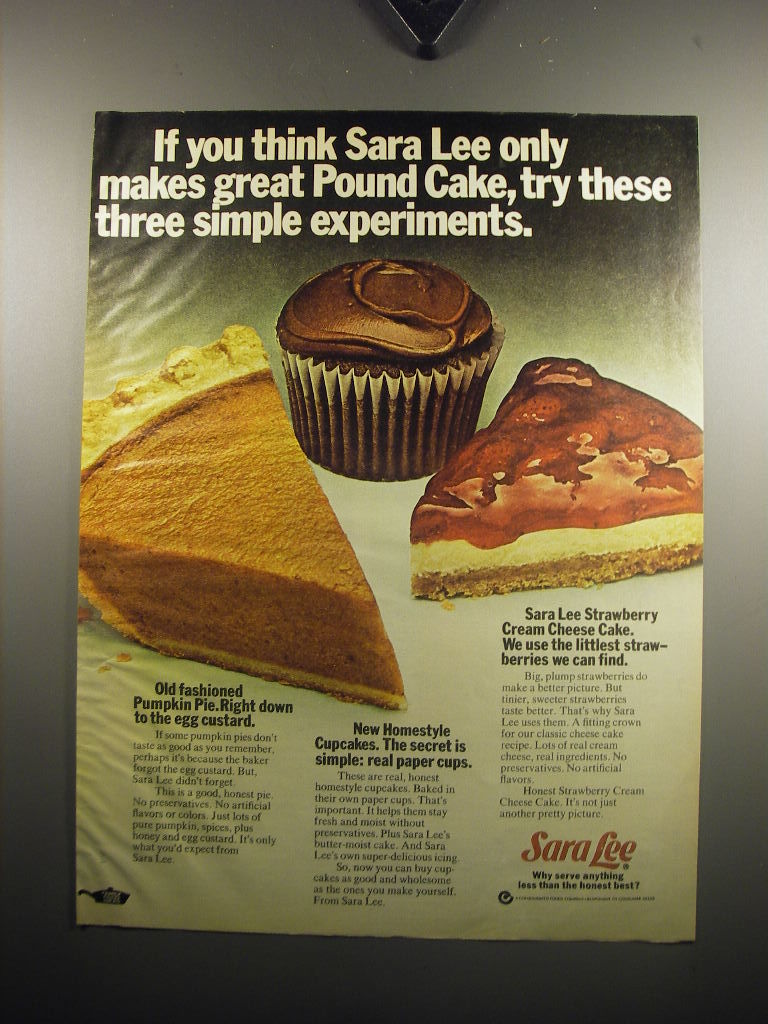 If you think Sara Lee only
makes great Pound Cake, try these
three simple experiments.
Old fashioned
Pumpkin Pie. Right down
to the egg custard.
If some pumpkin pies don't
taste as good as you remember,
perhaps it's because the baker
forgot the egg custard. But,
Sara Lee didn't forget.
This is a good, honest pie.
No preservatives. No artificial
flavors or colors. Just lots of
pure pumpkin, spices, plus
honey and egg custard. It's only
what you'd expect from
Sara Lee.
New Homestyle
Cupcakes. The secret is
simple: real paper cups.
These are real, honest
homestyle cupcakes. Baked in
their own paper cups. That's
important. It helps them stay
fresh and moist without
preservatives. Plus Sara Lee's
butter-moist cake. And Sara
Lee's own super-delicious icing.
So, now you can buy cup-
cakes as good and wholesome
as the ones you make yourself.
From Sara Lee.
Sara Lee Strawberry
Cream Cheese Cake.
We use the littlest straw-
berries we can find.
Big, plump strawberries do
make a better picture. But
tinier, sweeter strawberries
taste better. That's why Sara
Lee uses them. A fitting crown
for our classic cheese cake
recipe. Lots of real cream
cheese, real ingredients. No
preservatives. No artificial
flavors.
Honest Strawberry Cream
Cheese Cake. It's not just
another pretty picture.
Sara Lee®
Why serve anything
less than the honest best?
A CONSOLIDATED FOODS COMPANY • RESPONSIVE TO CONSUMER NEEDS